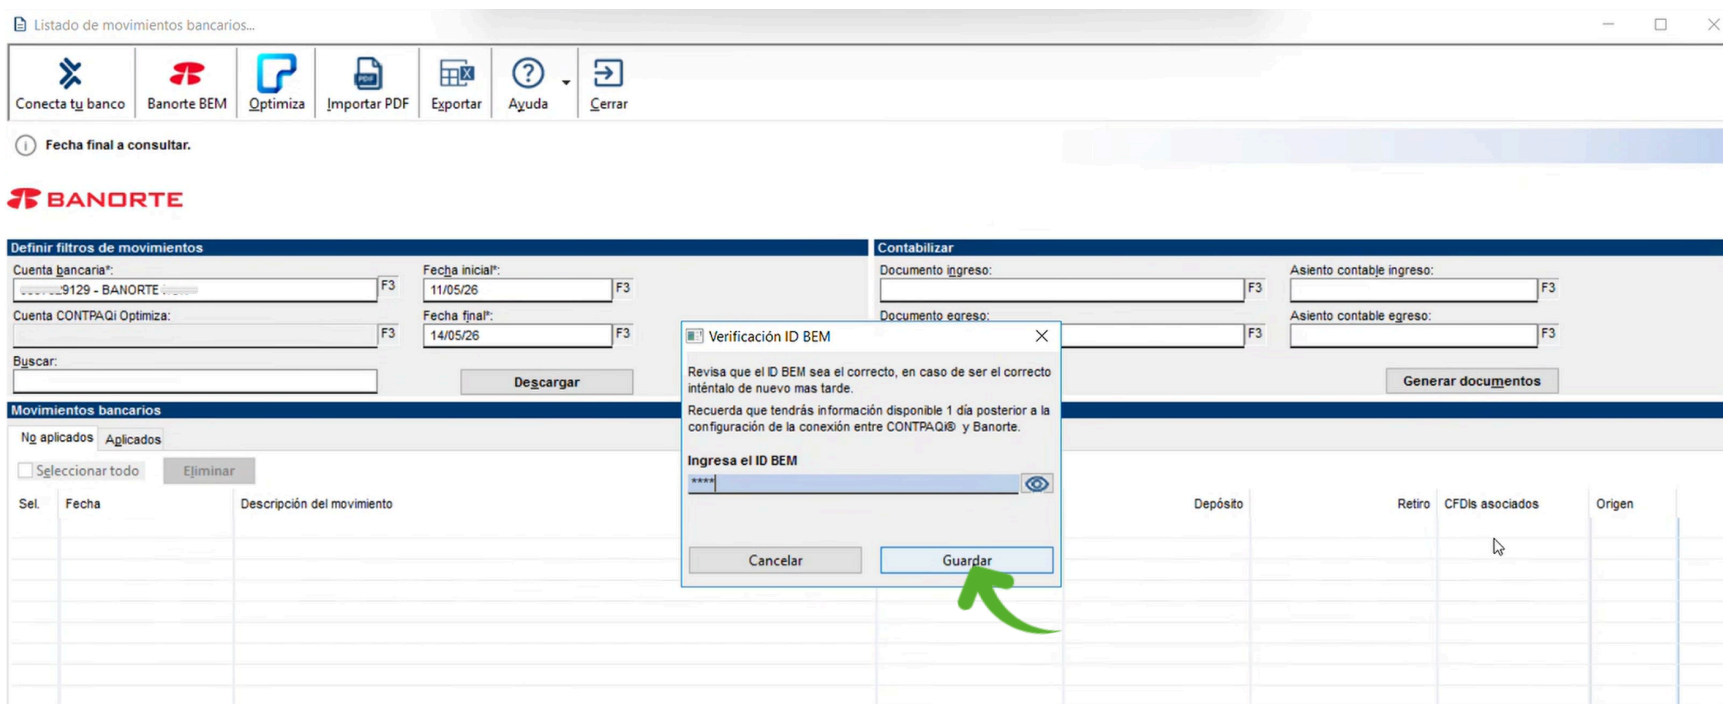 Listado de movimientos bancarios...
Conecta tu banco
Banorte BEM
Optimiza
PDF
Importar PDF
X
Exportar
?
Ayuda
Cerrar
i
Fecha final a consultar.
BANORTE
Definir filtros de movimientos
Contabilizar
Cuenta bancaria*:
Fecha inicial*:
Documento ingreso:
Asiento contable ingreso:
9129 - BANORTE
F3
11/05/26
F3
F3
F3
Cuenta CONTPAQi Optimiza:
Fecha final*:
Documento egreso:
Asiento contable egreso:
F3
14/05/26
F3
F3
F3
Buscar:
Descargar
Generar documentos
Verificación ID BEM
Revisa que el ID BEM sea el correcto, en caso de ser el correcto
inténtalo de nuevo mas tarde.
Recuerda que tendrás información disponible 1 día posterior a la
configuración de la conexión entre CONTPAQi® y Banorte.
Ingresa el ID BEM
****
Cancelar
Guardar
Movimientos bancarios
No aplicados
Aplicados
Seleccionar todo
Eliminar
Sel.
Fecha
Descripción del movimiento
Depósito
Retiro
CFDIs asociados
Origen